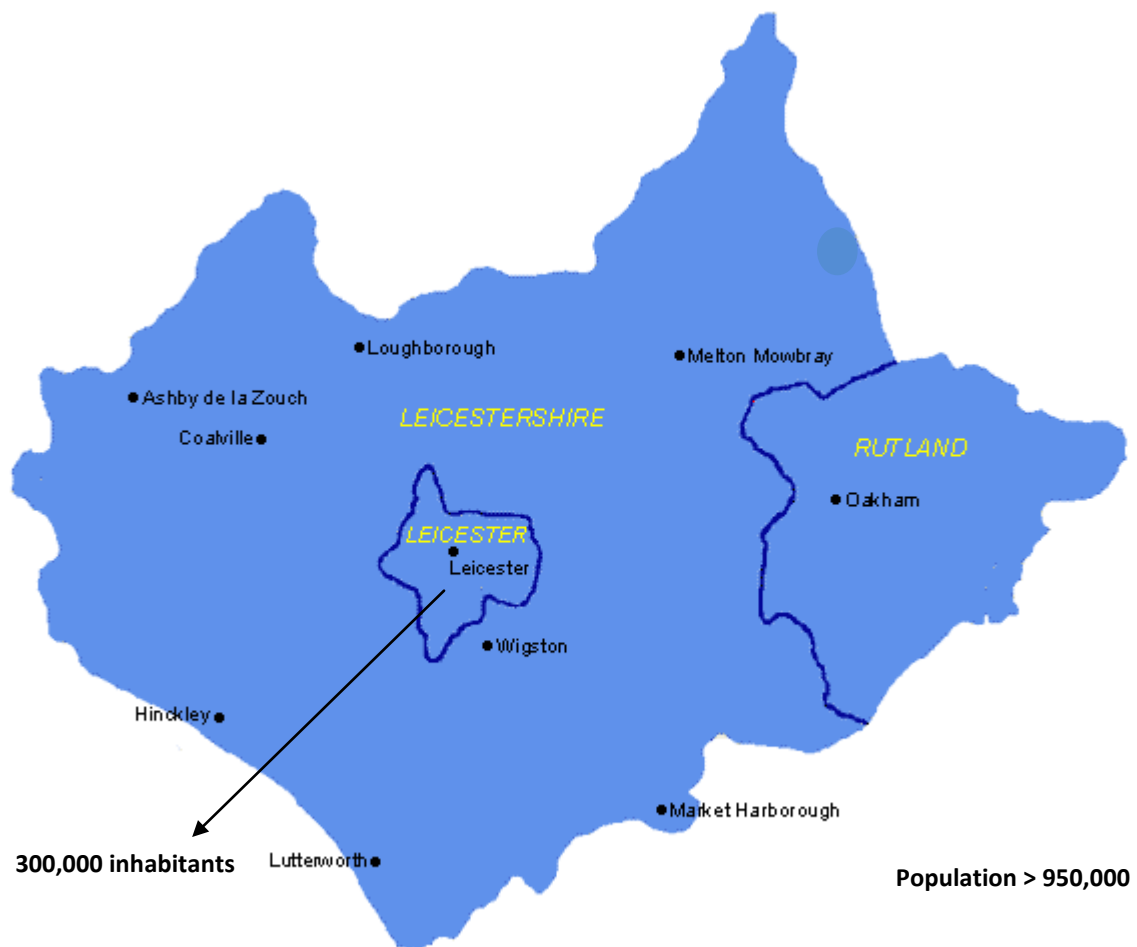 Loughborough
Melton Mowbray
Ashby de la Zouch
LEICESTERSHIRE
Coalville
RUTLAND
Oakham
LEICESTER
Leicester
Wigston
Hinckley
Market Harborough
300,000 inhabitants
Lutterworth
Population > 950,000